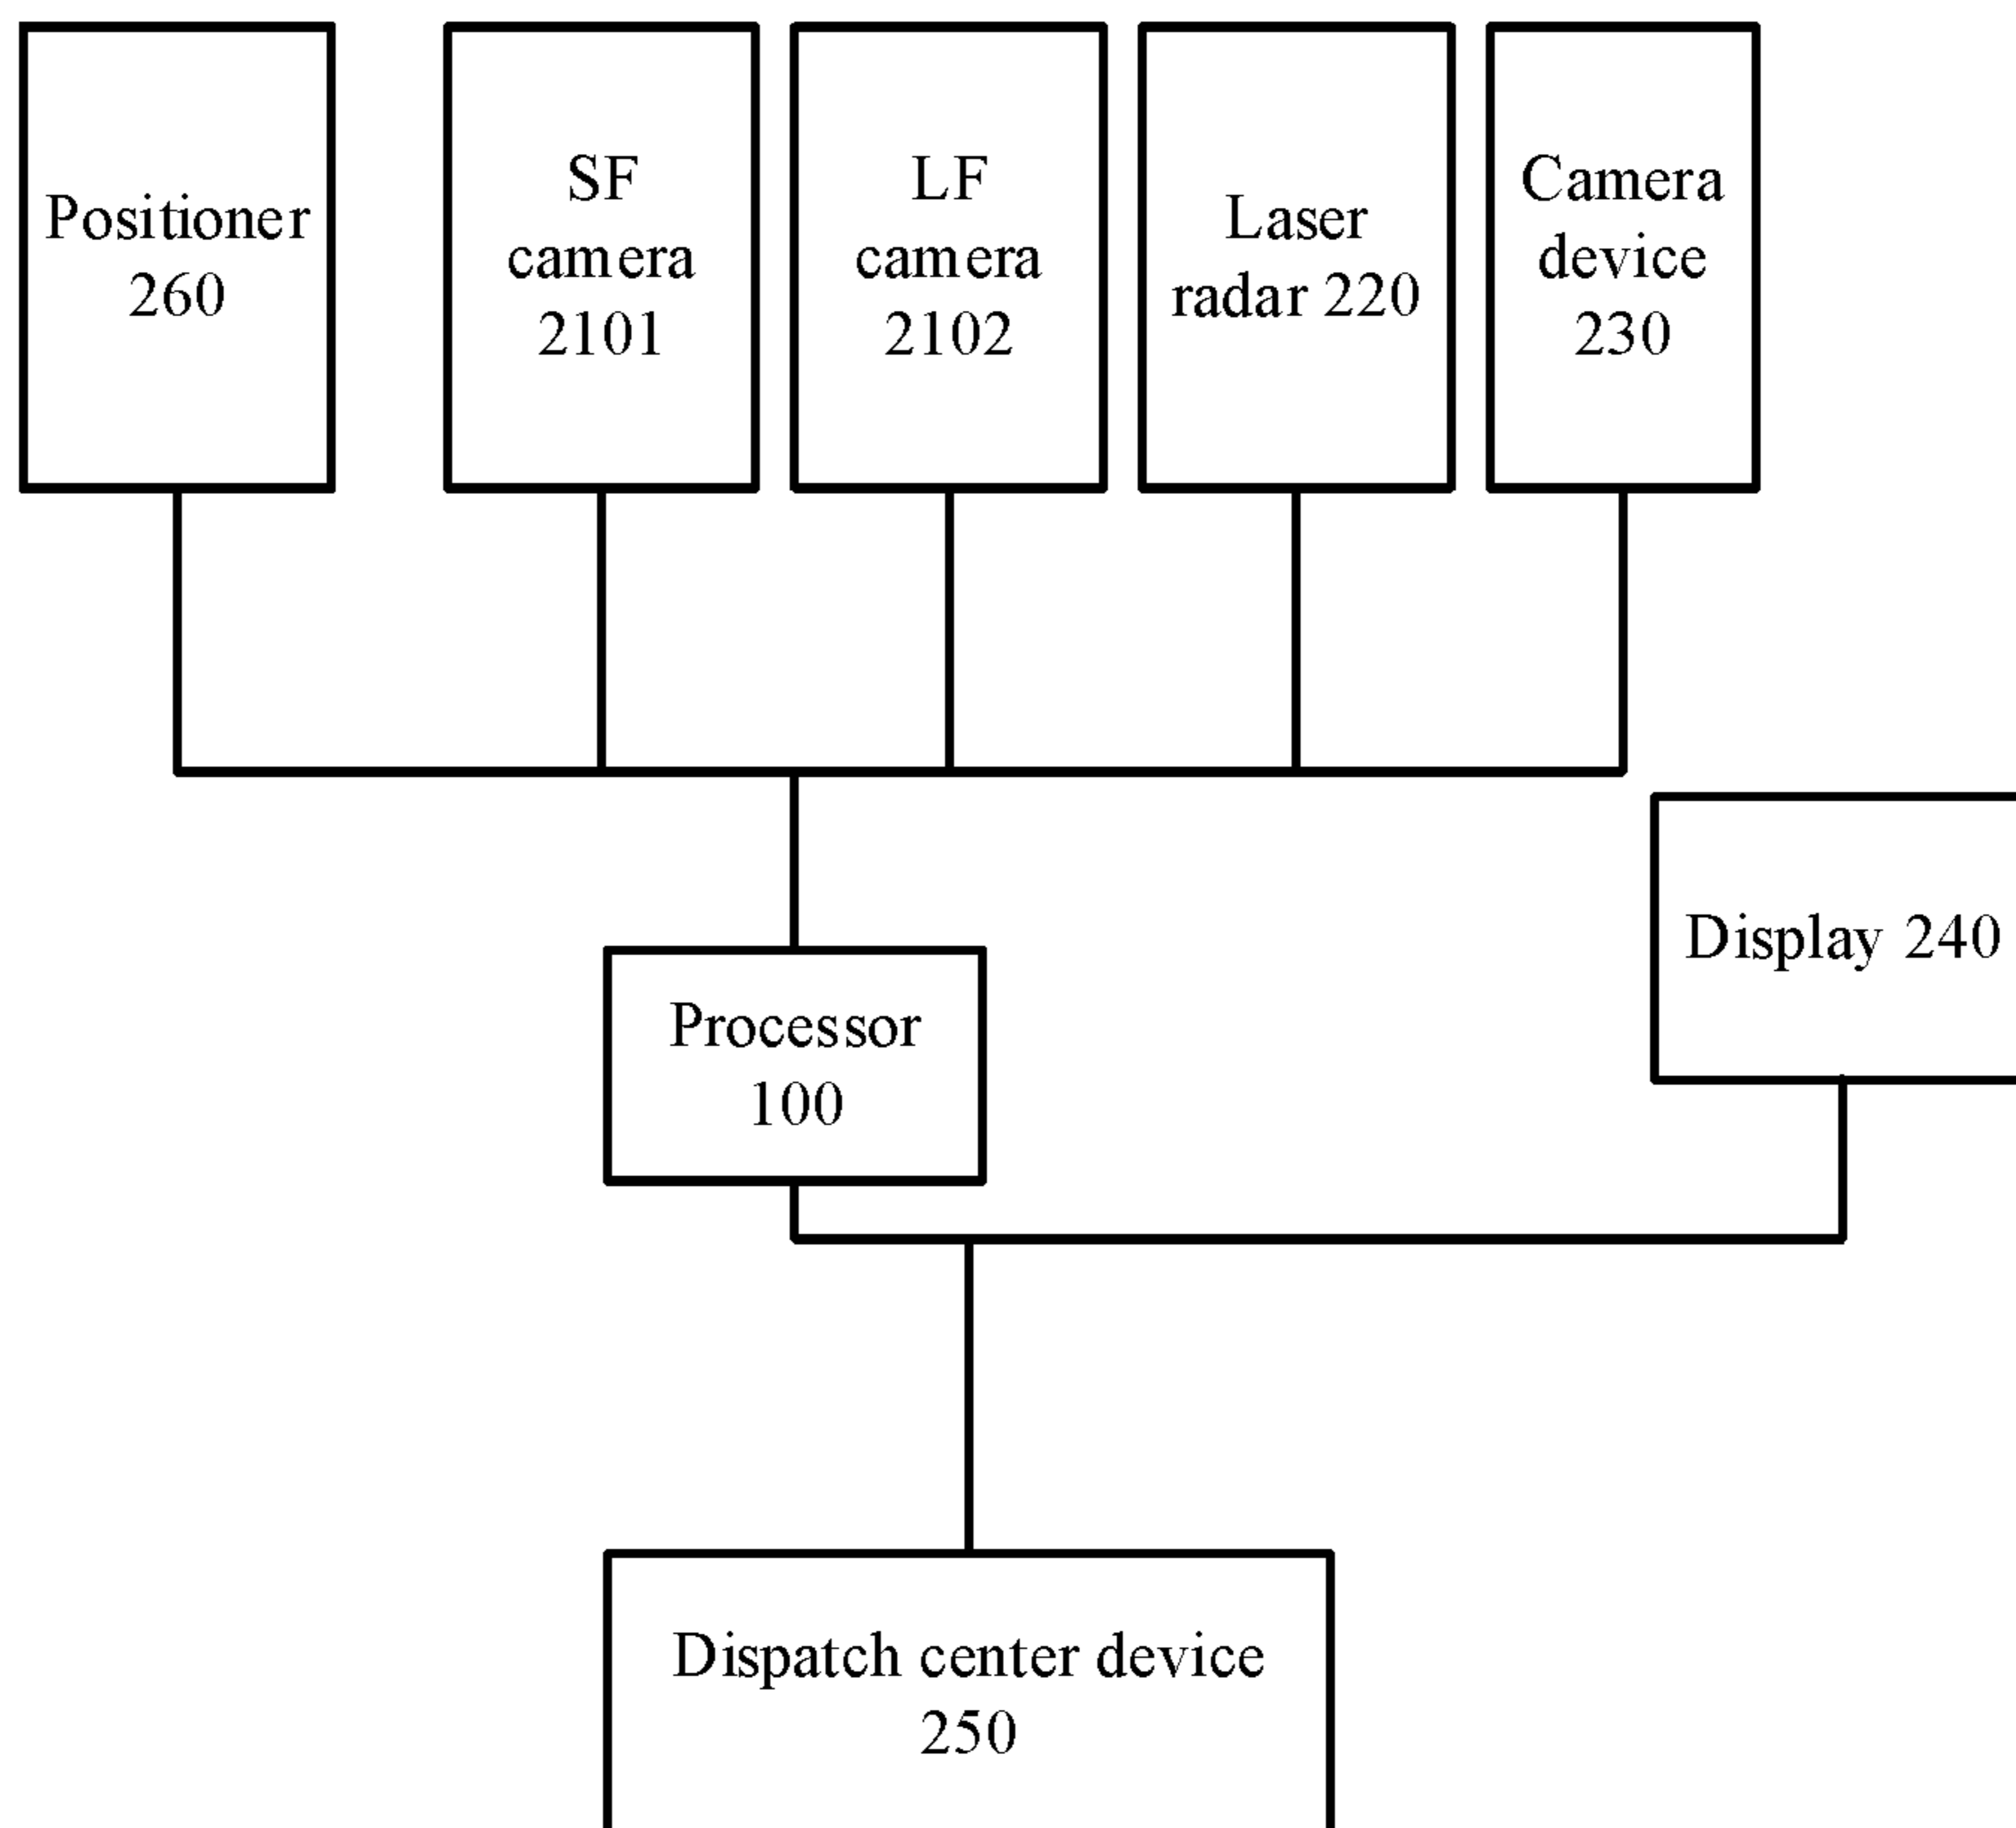 Positioner
260
SF
camera
2101
LF
camera
2102
Laser
radar 220
Camera
device
230
Display 240
Processor
100
Dispatch center device
250